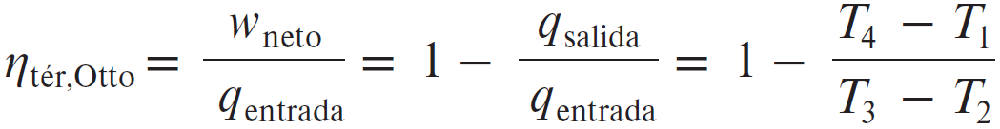 η_tér,Otto = w_neto / q_entrada = 1 − q_salida / q_entrada = 1 − (T_4 − T_1) / (T_3 − T_2)